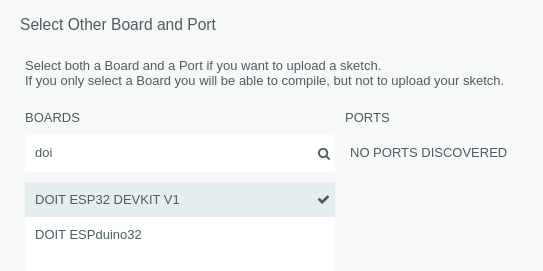 Select Other Board and Port
Select both a Board and a Port if you want to upload a sketch.
If you only select a Board you will be able to compile, but not to upload your sketch.
BOARDS
PORTS
doi
NO PORTS DISCOVERED
DOIT ESP32 DEVKIT V1
DOIT ESPduino32